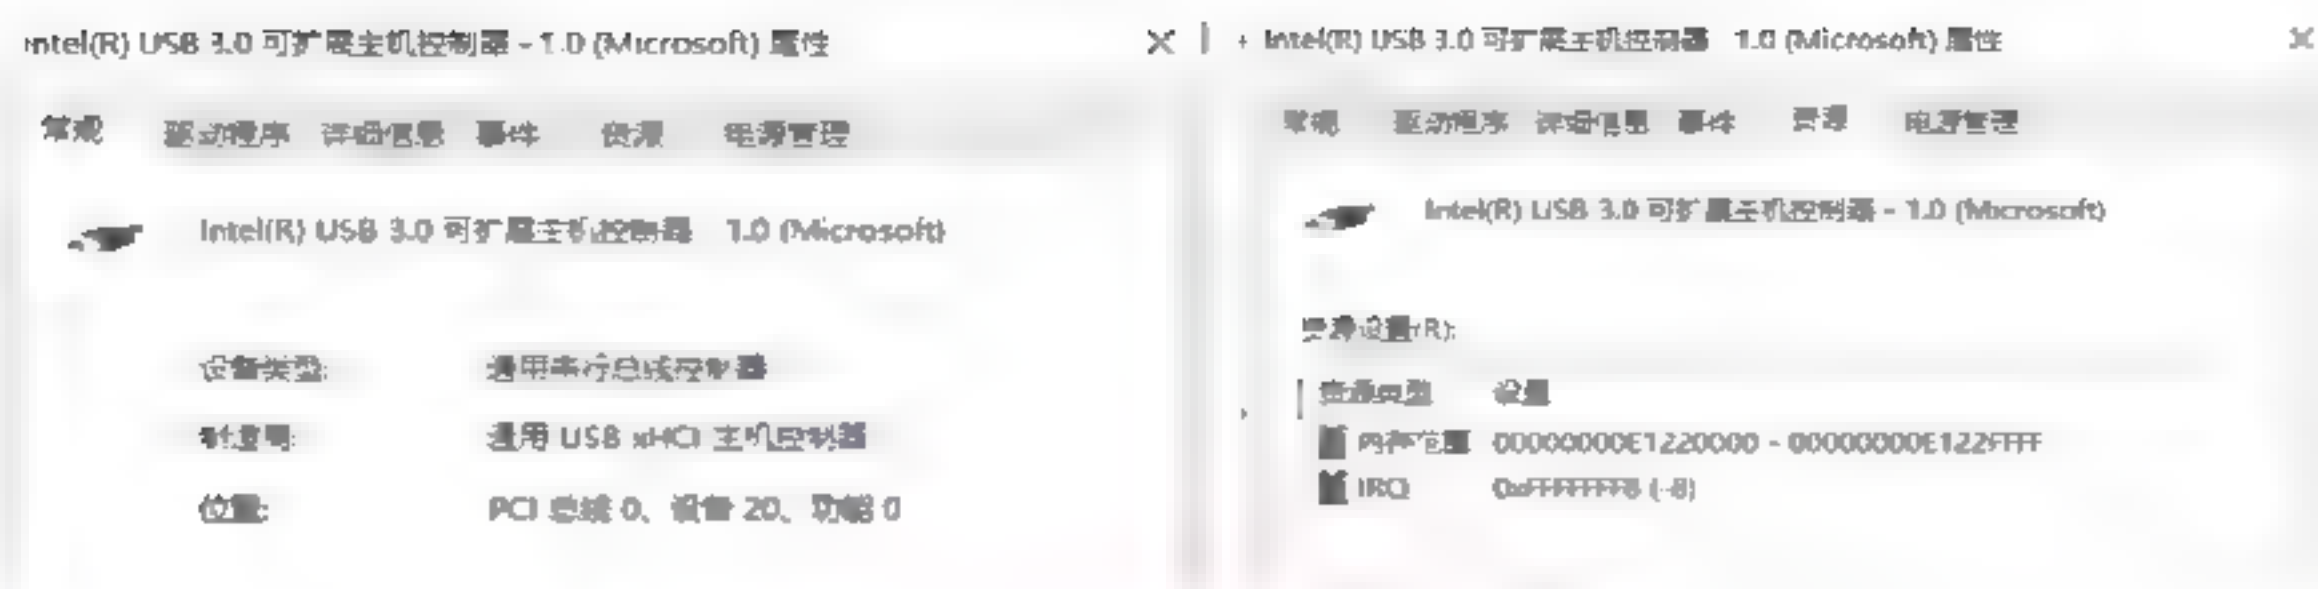 Intel(R) USB 3.0 可扩展主机控制器 - 1.0 (Microsoft) 属性
常规 驱动程序 详细信息 事件 资源 电源管理
Intel(R) USB 3.0 可扩展主机控制器 - 1.0 (Microsoft)
设备类型: 通用串行总线控制器
制造商: 通用 USB xHCI 主机控制器
位置: PCI 总线 0、设备 20、功能 0
Intel(R) USB 3.0 可扩展主机控制器 - 1.0 (Microsoft) 属性
常规 驱动程序 详细信息 事件 资源 电源管理
Intel(R) USB 3.0 可扩展主机控制器 - 1.0 (Microsoft)
资源设置(R):
资源类型 设置
内存范围 00000000E1220000 - 00000000E122FFFF
IRQ 0xFFFFFFF8 (-8)